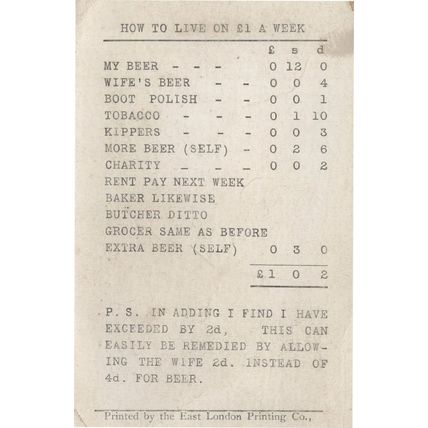 HOW TO LIVE ON £1 A WEEK
£ s d
MY BEER - - - 0 12 0
WIFE'S BEER - - 0 0 4
BOOT POLISH - - 0 0 1
TOBACCO - - - 0 1 10
KIPPERS - - - 0 0 3
MORE BEER (SELF) - 0 2 6
CHARITY - - - 0 0 2
RENT PAY NEXT WEEK
BAKER LIKEWISE
BUTCHER DITTO
GROCER SAME AS BEFORE
EXTRA BEER (SELF) 0 3 0
£1 0 2
P.S. IN ADDING I FIND I HAVE
EXCEEDED BY 2d, THIS CAN
EASILY BE REMEDIED BY ALLOW-
ING THE WIFE 2d. INSTEAD OF
4d. FOR BEER.
Printed by the East London Printing Co.,